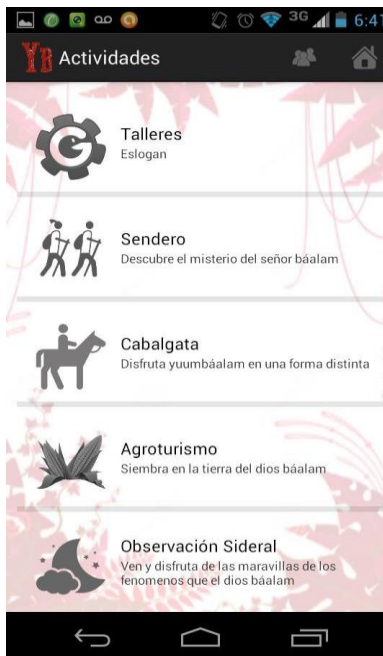 3G 6:41
YB Actividades
Talleres
Eslogan
Sendero
Descubre el misterio del señor báalam
Cabalgata
Disfruta yuumbáalam en una forma distinta
Agroturismo
Siembra en la tierra del dios báalam
Observación Sideral
Ven y disfruta de las maravillas de los
fenomenos que el dios báalam